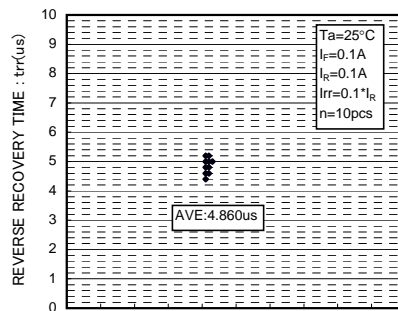 REVERSE RECOVERY TIME : trr(us)
10
9
8
7
6
5
4
3
2
1
0
Ta=25°C
IF=0.1A
IR=0.1A
Irr=0.1*IR
n=10pcs
AVE:4.860us